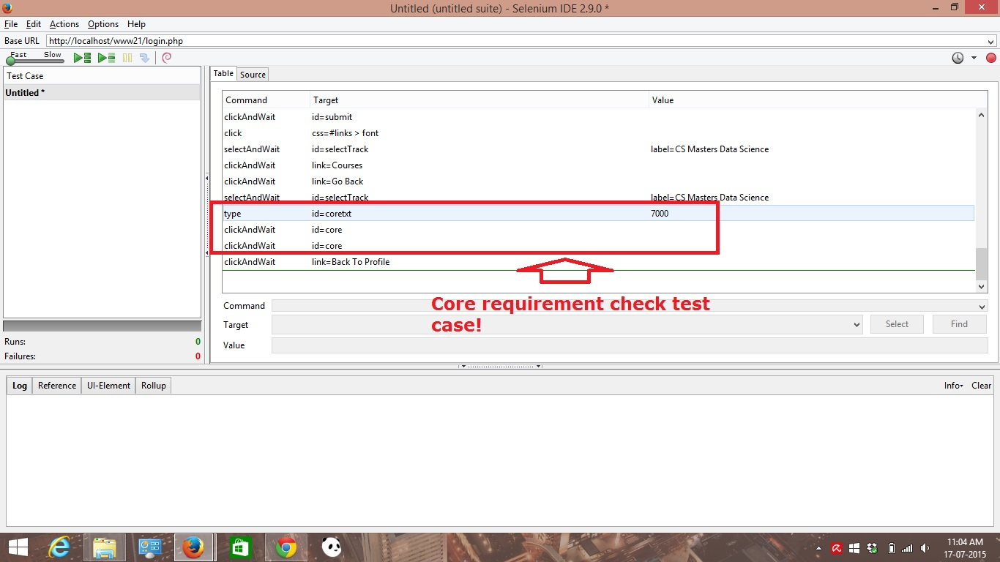 Untitled (untitled suite) - Selenium IDE 2.9.0 *
File Edit Actions Options Help
Base URL http://localhost/www21/login.php
Fast Slow
Test Case
Untitled *
Table Source
Command Target Value
clickAndWait id=submit
click css=#links > font
selectAndWait id=selectTrack label=CS Masters Data Science
clickAndWait link=Courses
clickAndWait link=Go Back
selectAndWait id=selectTrack label=CS Masters Data Science
type id=coretxt 7000
clickAndWait id=core
clickAndWait id=core
clickAndWait link=Back To Profile
Core requirement check test
case!
Command
Target Select Find
Value
Runs: 0
Failures: 0
Log Reference UI-Element Rollup Info Clear
11:04 AM
17-07-2015